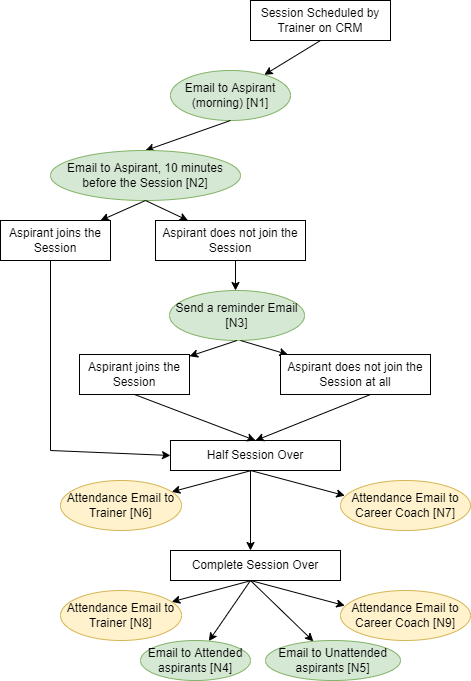 Session Scheduled by
Trainer on CRM
Email to Aspirant
(morning) [N1]
Email to Aspirant, 10 minutes
before the Session [N2]
Aspirant joins the
Session
Aspirant does not join the
Session
Send a reminder Email
[N3]
Aspirant joins the
Session
Aspirant does not join the
Session at all
Half Session Over
Attendance Email to
Trainer [N6]
Attendance Email to
Career Coach [N7]
Complete Session Over
Attendance Email to
Trainer [N8]
Attendance Email to
Career Coach [N9]
Email to Attended
aspirants [N4]
Email to Unattended
aspirants [N5]